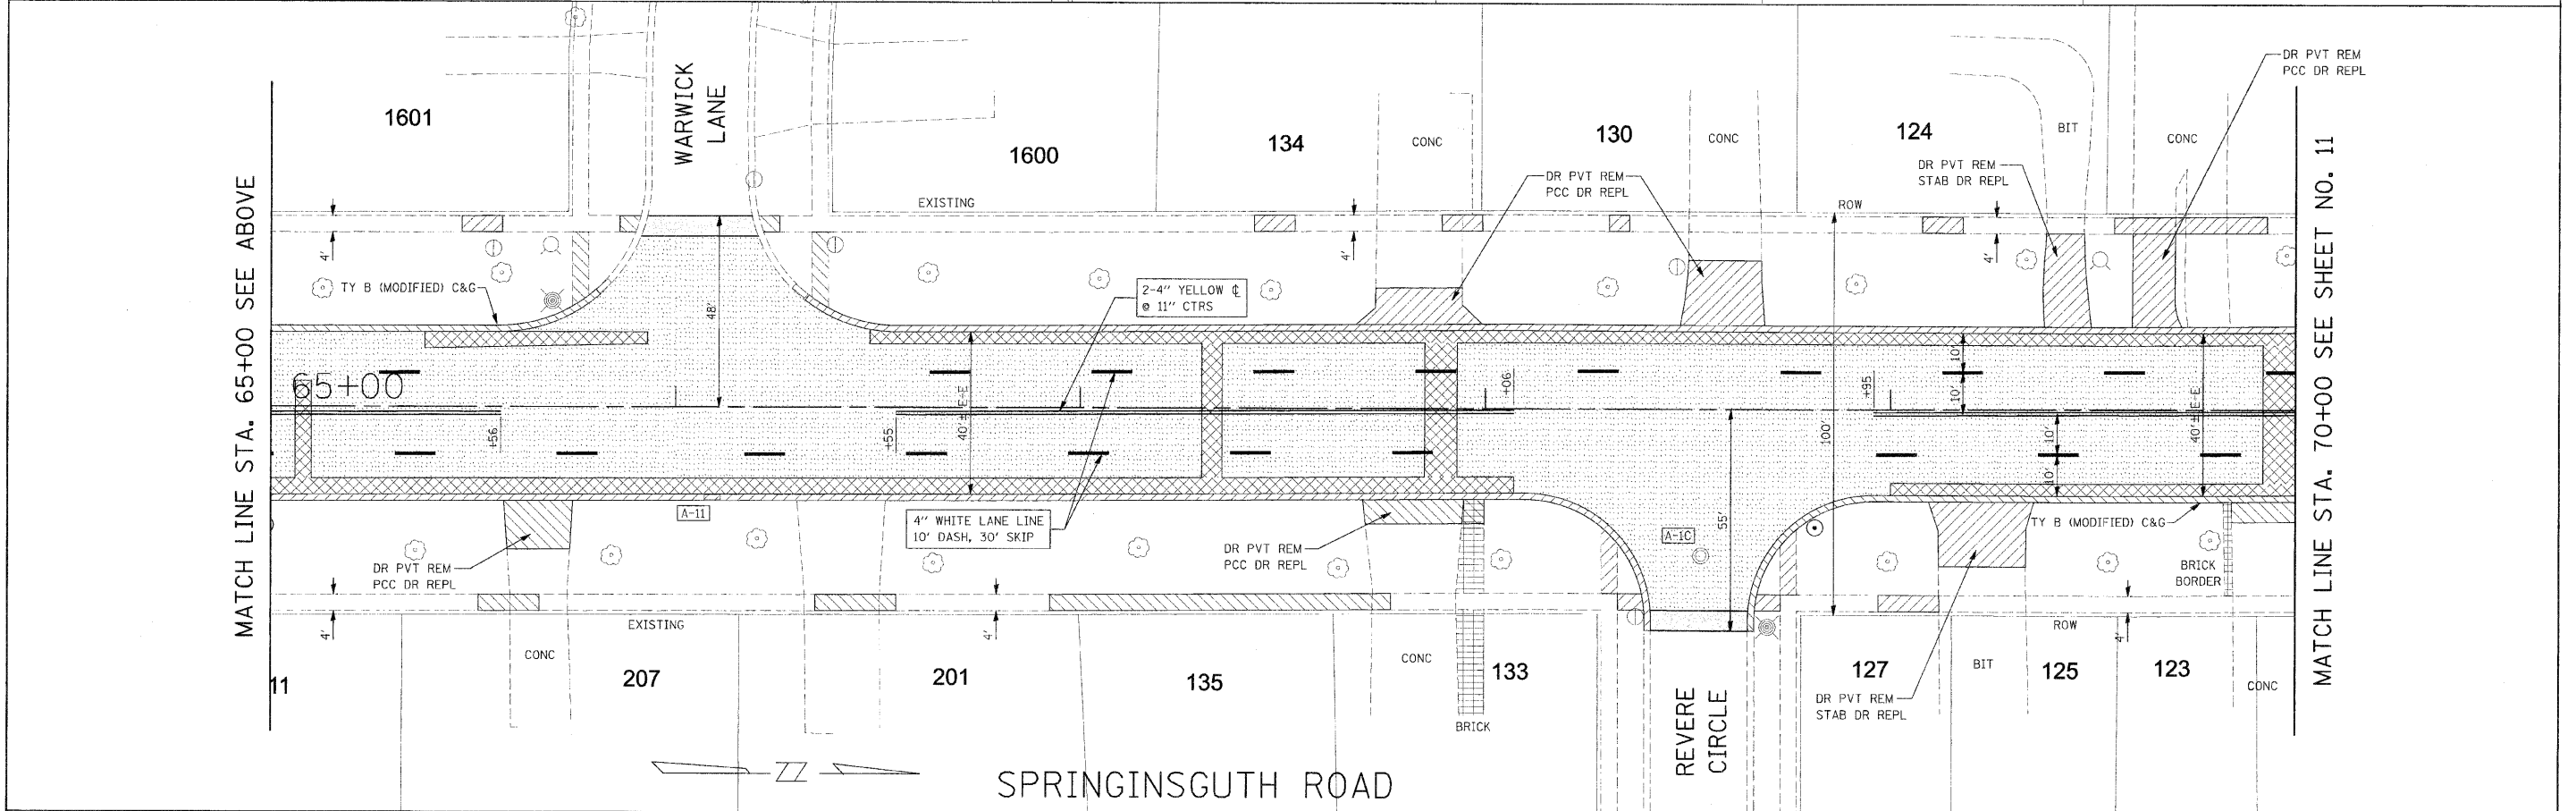 MATCH LINE STA. 65+00 SEE ABOVE
1601
WARWICK
LANE
1600
134
CONC
130
CONC
124
BIT
CONC
DR PVT REM
PCC DR REPL
DR PVT REM
PCC DR REPL
DR PVT REM
STAB DR REPL
EXISTING
ROW
4'
4'
4'
TY B (MODIFIED) C&G
2-4" YELLOW ℄
@ 11" CTRS
48'
65+00
+56
+55
40'± E-E
+06
100'
+95
10'
10'
10'
10'
40'± E-E
A-11
4" WHITE LANE LINE
10' DASH, 30' SKIP
DR PVT REM
PCC DR REPL
DR PVT REM
PCC DR REPL
A-1C
55'
TY B (MODIFIED) C&G
BRICK
BORDER
4'
EXISTING
4'
ROW
4'
11
CONC
207
201
135
CONC
133
BRICK
REVERE
CIRCLE
127
BIT
125
123
CONC
DR PVT REM
STAB DR REPL
SPRINGINSGUTH ROAD
MATCH LINE STA. 70+00 SEE SHEET NO. 11